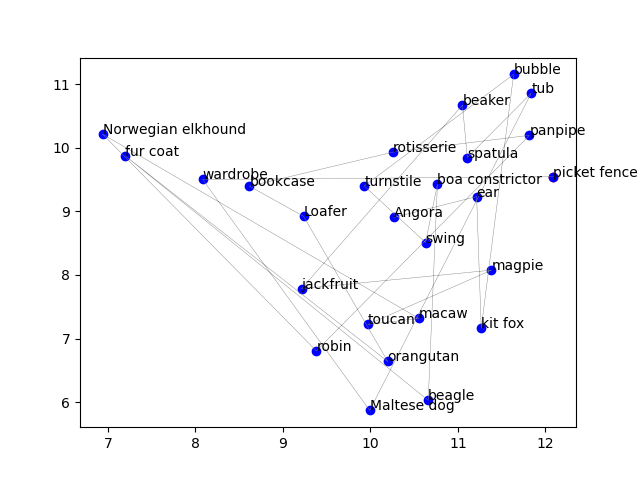 bubble
11
tub
beaker
panpipe
Norwegian elkhound
10
rotisserie
fur coat
spatula
wardrobe
bookcase
turnstile
boa constrictor
picket fence
ear
9
Loafer
Angora
swing
8
magpie
jackfruit
7
toucan
macaw
kit fox
robin
orangutan
6
beagle
Maltese dog
7 8 9 10 11 12